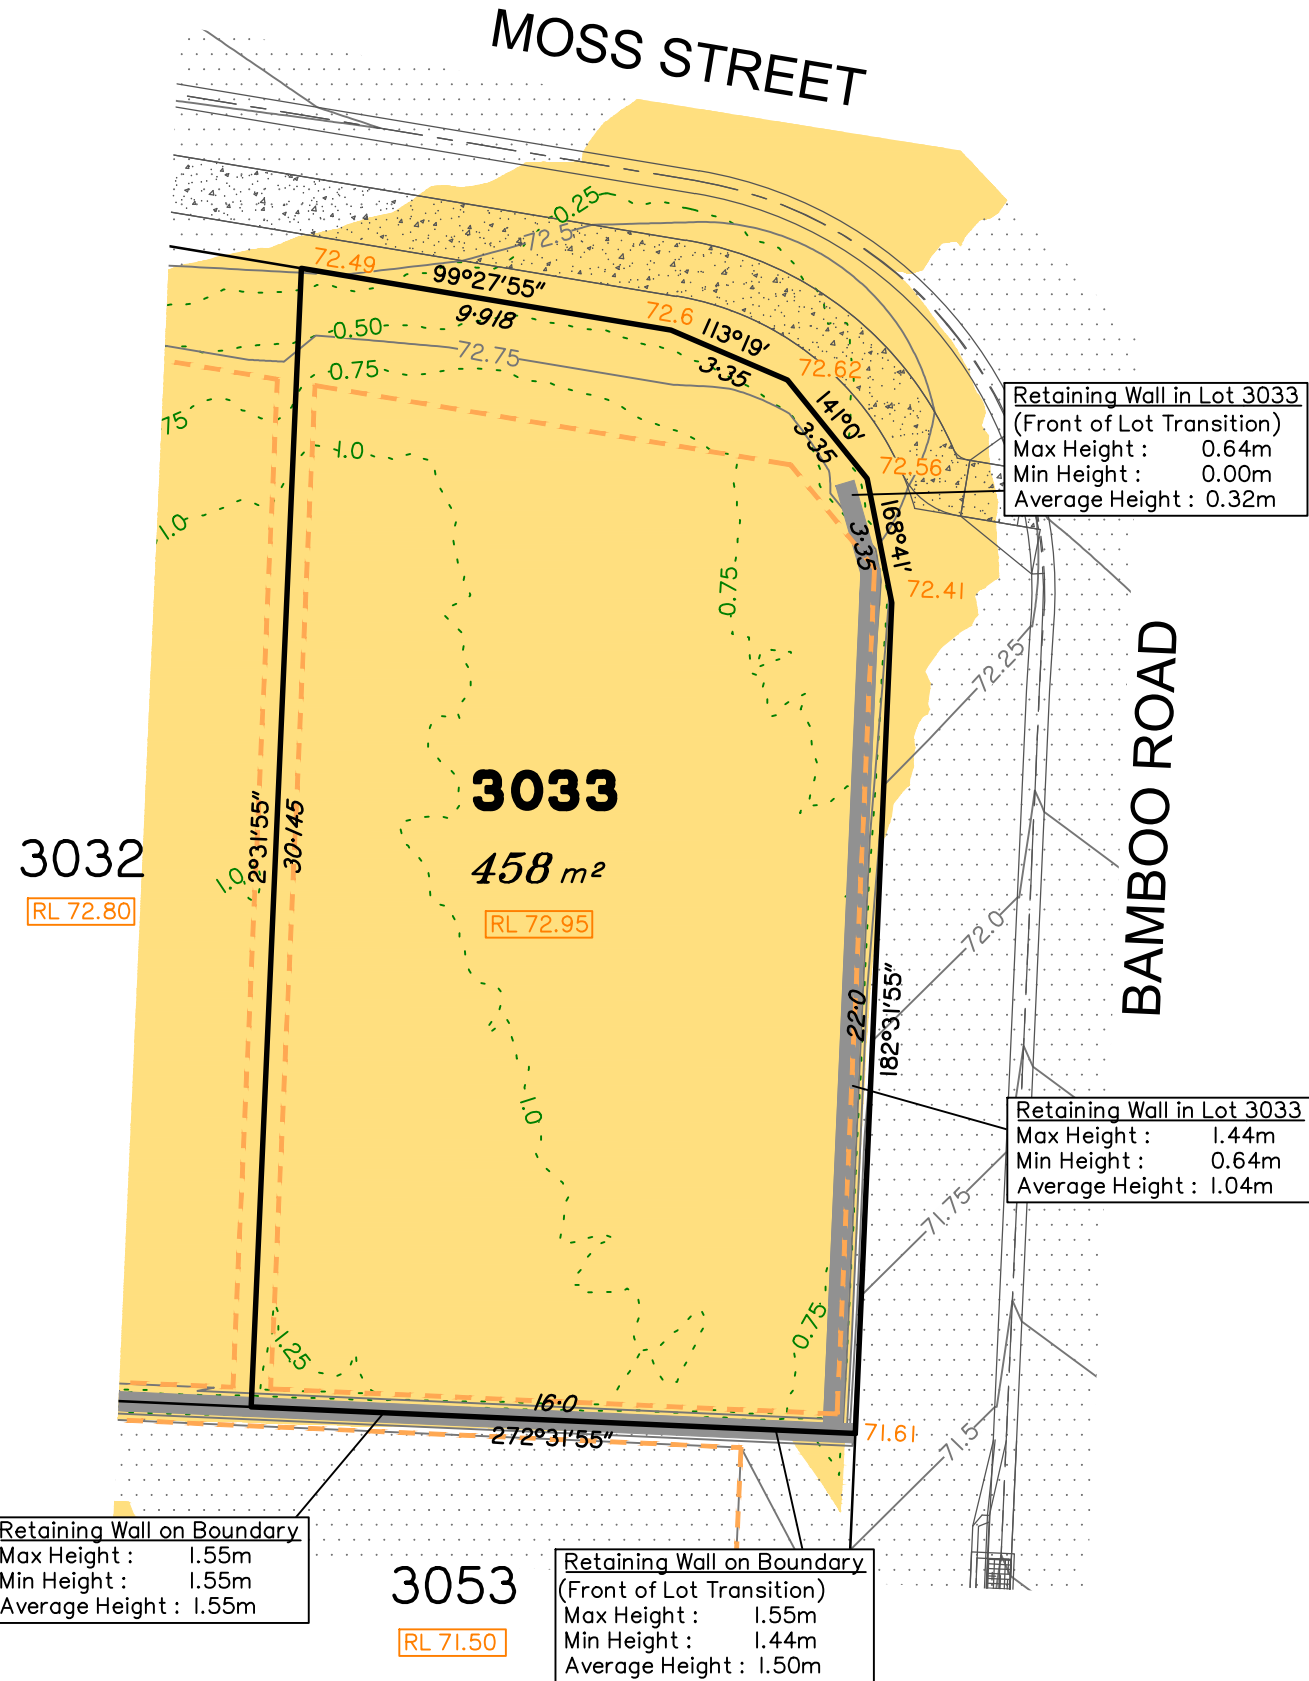 MOSS STREET
0.25
72.5
72.49
99°27'55"
9.918
72.6
113°19'
3.35
72.62
0.50
72.75
0.75
75
1.0
1.0
141°0'
3.35
72.56
Retaining Wall in Lot 3033
(Front of Lot Transition)
Max Height : 0.64m
Min Height : 0.00m
Average Height : 0.32m
168°41'
3.35
72.41
0.75
72.25
BAMBOO ROAD
3033
458 m²
RL 72.95
3032
RL 72.80
2°31'55"
30.145
1.0
72.0
22.0
182°31'55"
1.0
Retaining Wall in Lot 3033
Max Height : 1.44m
Min Height : 0.64m
Average Height : 1.04m
71.75
1.25
0.75
16.0
272°31'55"
71.61
71.5
Retaining Wall on Boundary
Max Height : 1.55m
Min Height : 1.55m
Average Height : 1.55m
3053
RL 71.50
Retaining Wall on Boundary
(Front of Lot Transition)
Max Height : 1.55m
Min Height : 1.44m
Average Height : 1.50m